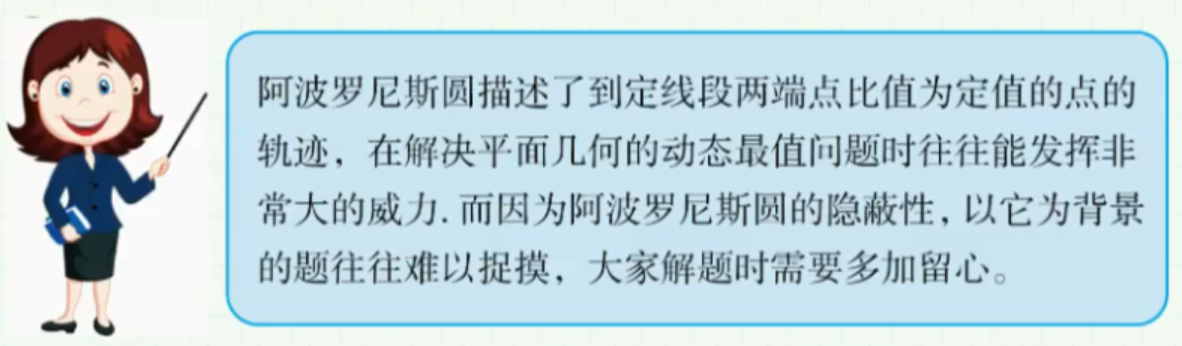 阿波罗尼斯圆描述了到定线段两端点比值为定值的点的
轨迹，在解决平面几何的动态最值问题时往往能发挥非
常大的威力.而因为阿波罗尼斯圆的隐蔽性，以它为背景
的题往往难以捉摸，大家解题时需要多加留心。